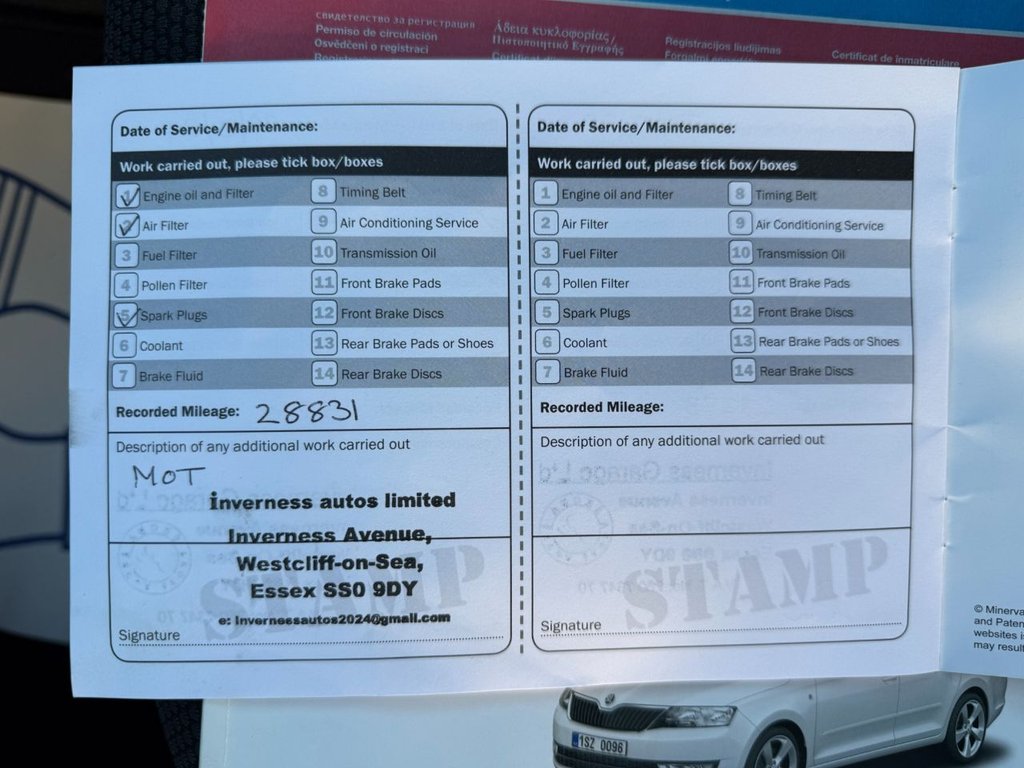 свидетелство за регистрация
Permiso de circulación
Osvědčení o registraci
Άδεια κυκλοφορίας /
Πιστοποιητικό Εγγραφής
Registracijos liudijimas
Certificat de inmatriculare
Date of Service/Maintenance:
Work carried out, please tick box/boxes
1 Engine oil and Filter
2 Air Filter
3 Fuel Filter
4 Pollen Filter
5 Spark Plugs
6 Coolant
7 Brake Fluid
8 Timing Belt
9 Air Conditioning Service
10 Transmission Oil
11 Front Brake Pads
12 Front Brake Discs
13 Rear Brake Pads or Shoes
14 Rear Brake Discs
Recorded Mileage: 28831
Description of any additional work carried out
MOT
inverness autos limited
Inverness Avenue,
Westcliff-on-Sea,
Essex SS0 9DY
e: invernessautos2024@gmail.com
STAMP
Signature
Date of Service/Maintenance:
Work carried out, please tick box/boxes
1 Engine oil and Filter
2 Air Filter
3 Fuel Filter
4 Pollen Filter
5 Spark Plugs
6 Coolant
7 Brake Fluid
8 Timing Belt
9 Air Conditioning Service
10 Transmission Oil
11 Front Brake Pads
12 Front Brake Discs
13 Rear Brake Pads or Shoes
14 Rear Brake Discs
Recorded Mileage:
Description of any additional work carried out
STAMP
Signature
© Minerva
and Paten
websites i
may result
1SZ 0096